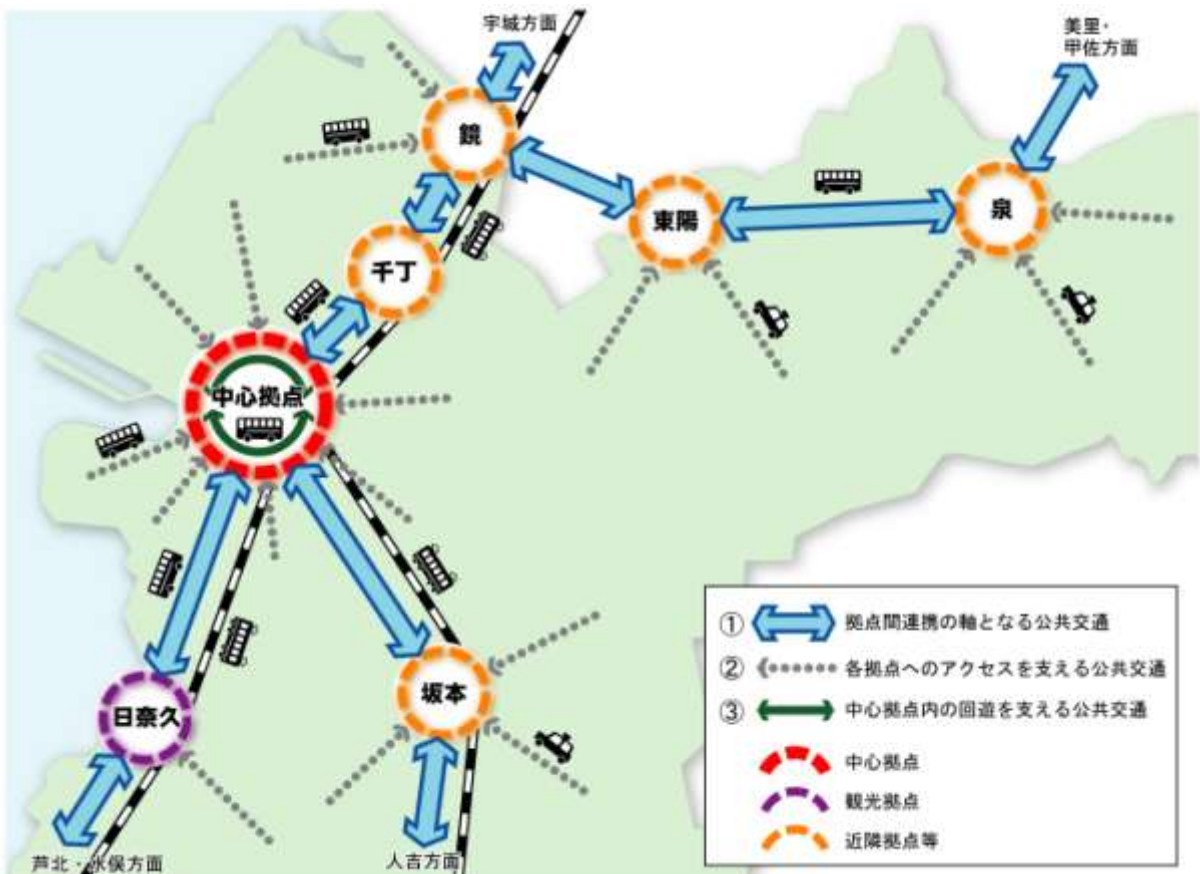 宇城方面
美里・
甲佐方面
鏡
東陽
泉
千丁
中心拠点
日奈久
坂本
芦北・水俣方面
人吉方面
① 拠点間連携の軸となる公共交通
② 各拠点へのアクセスを支える公共交通
③ 中心拠点内の回遊を支える公共交通
中心拠点
観光拠点
近隣拠点等